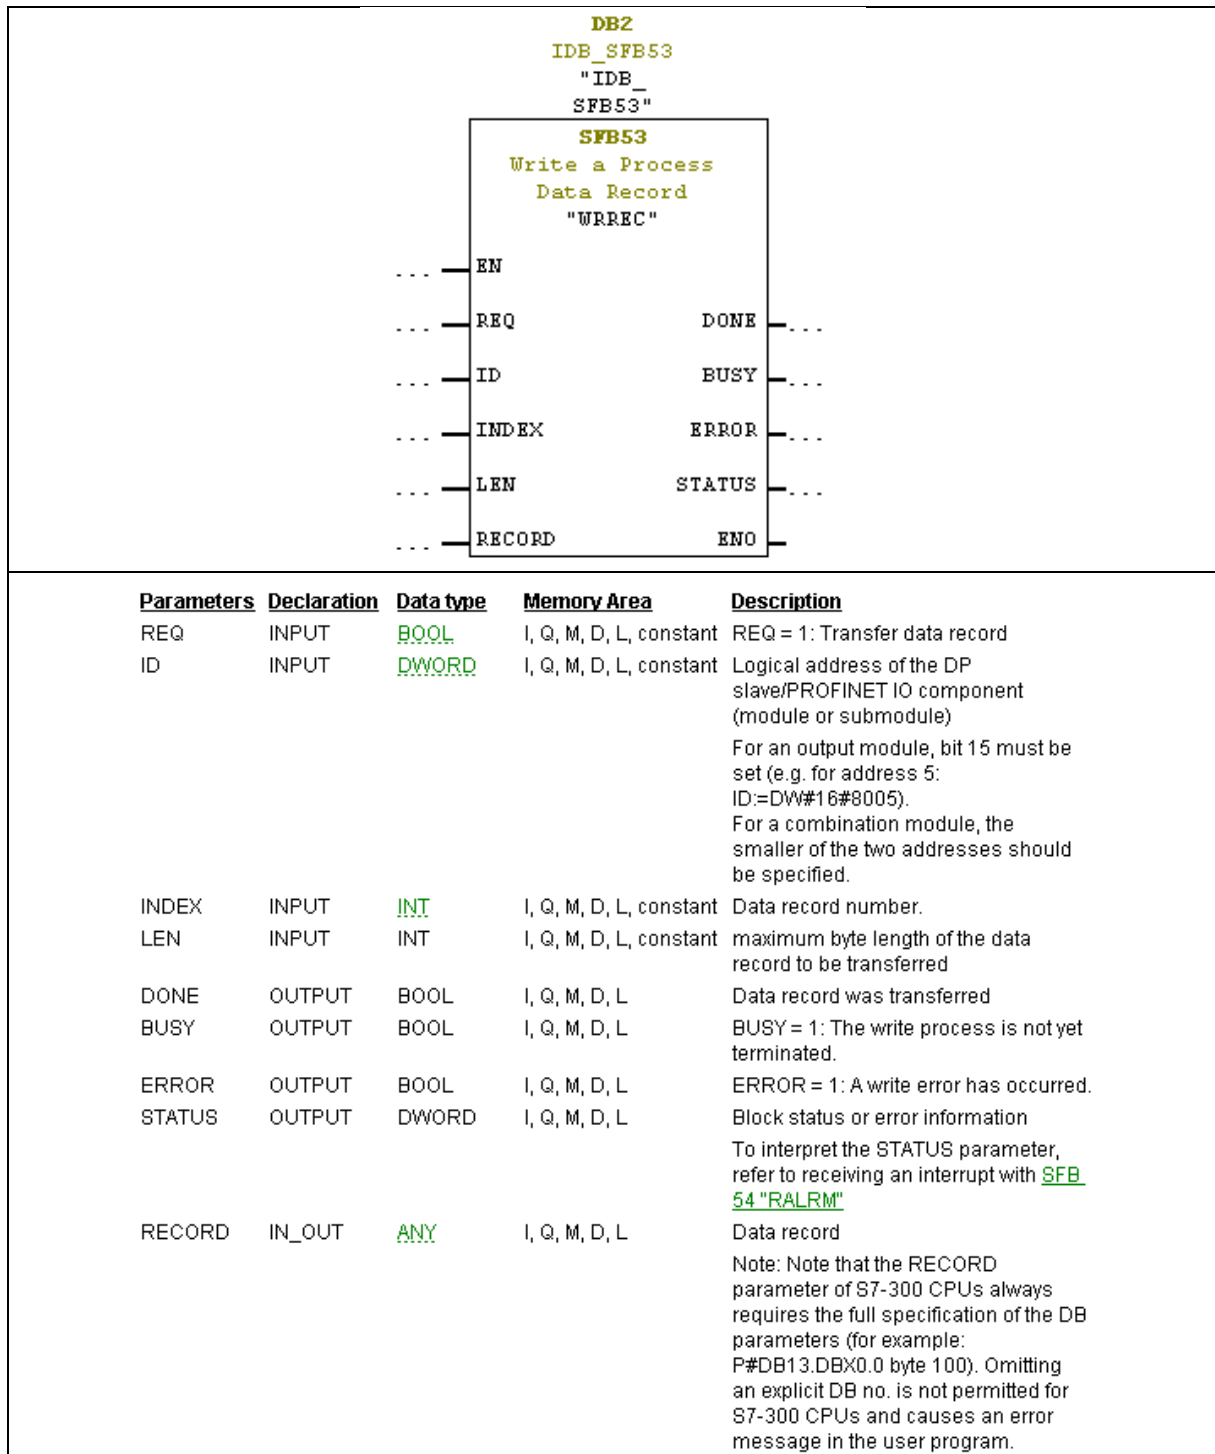 DB2
IDB_SFB53
"IDB_
SFB53"
SFB53
Write a Process
Data Record
"WRREC"
... EN
... REQ DONE ...
... ID BUSY ...
... INDEX ERROR ...
... LEN STATUS ...
... RECORD ENO
Parameters Declaration Data type Memory Area Description
REQ INPUT BOOL I, Q, M, D, L, constant REQ = 1: Transfer data record
ID INPUT DWORD I, Q, M, D, L, constant Logical address of the DP
slave/PROFINET IO component
(module or submodule)
For an output module, bit 15 must be
set (e.g. for address 5:
ID:=DW#16#8005).
For a combination module, the
smaller of the two addresses should
be specified.
INDEX INPUT INT I, Q, M, D, L, constant Data record number.
LEN INPUT INT I, Q, M, D, L, constant maximum byte length of the data
record to be transferred
DONE OUTPUT BOOL I, Q, M, D, L Data record was transferred
BUSY OUTPUT BOOL I, Q, M, D, L BUSY = 1: The write process is not yet
terminated.
ERROR OUTPUT BOOL I, Q, M, D, L ERROR = 1: A write error has occurred.
STATUS OUTPUT DWORD I, Q, M, D, L Block status or error information
To interpret the STATUS parameter,
refer to receiving an interrupt with SFB
54 "RALRM"
RECORD IN_OUT ANY I, Q, M, D, L Data record
Note: Note that the RECORD
parameter of S7-300 CPUs always
requires the full specification of the DB
parameters (for example:
P#DB13.DBX0.0 byte 100). Omitting
an explicit DB no. is not permitted for
S7-300 CPUs and causes an error
message in the user program.